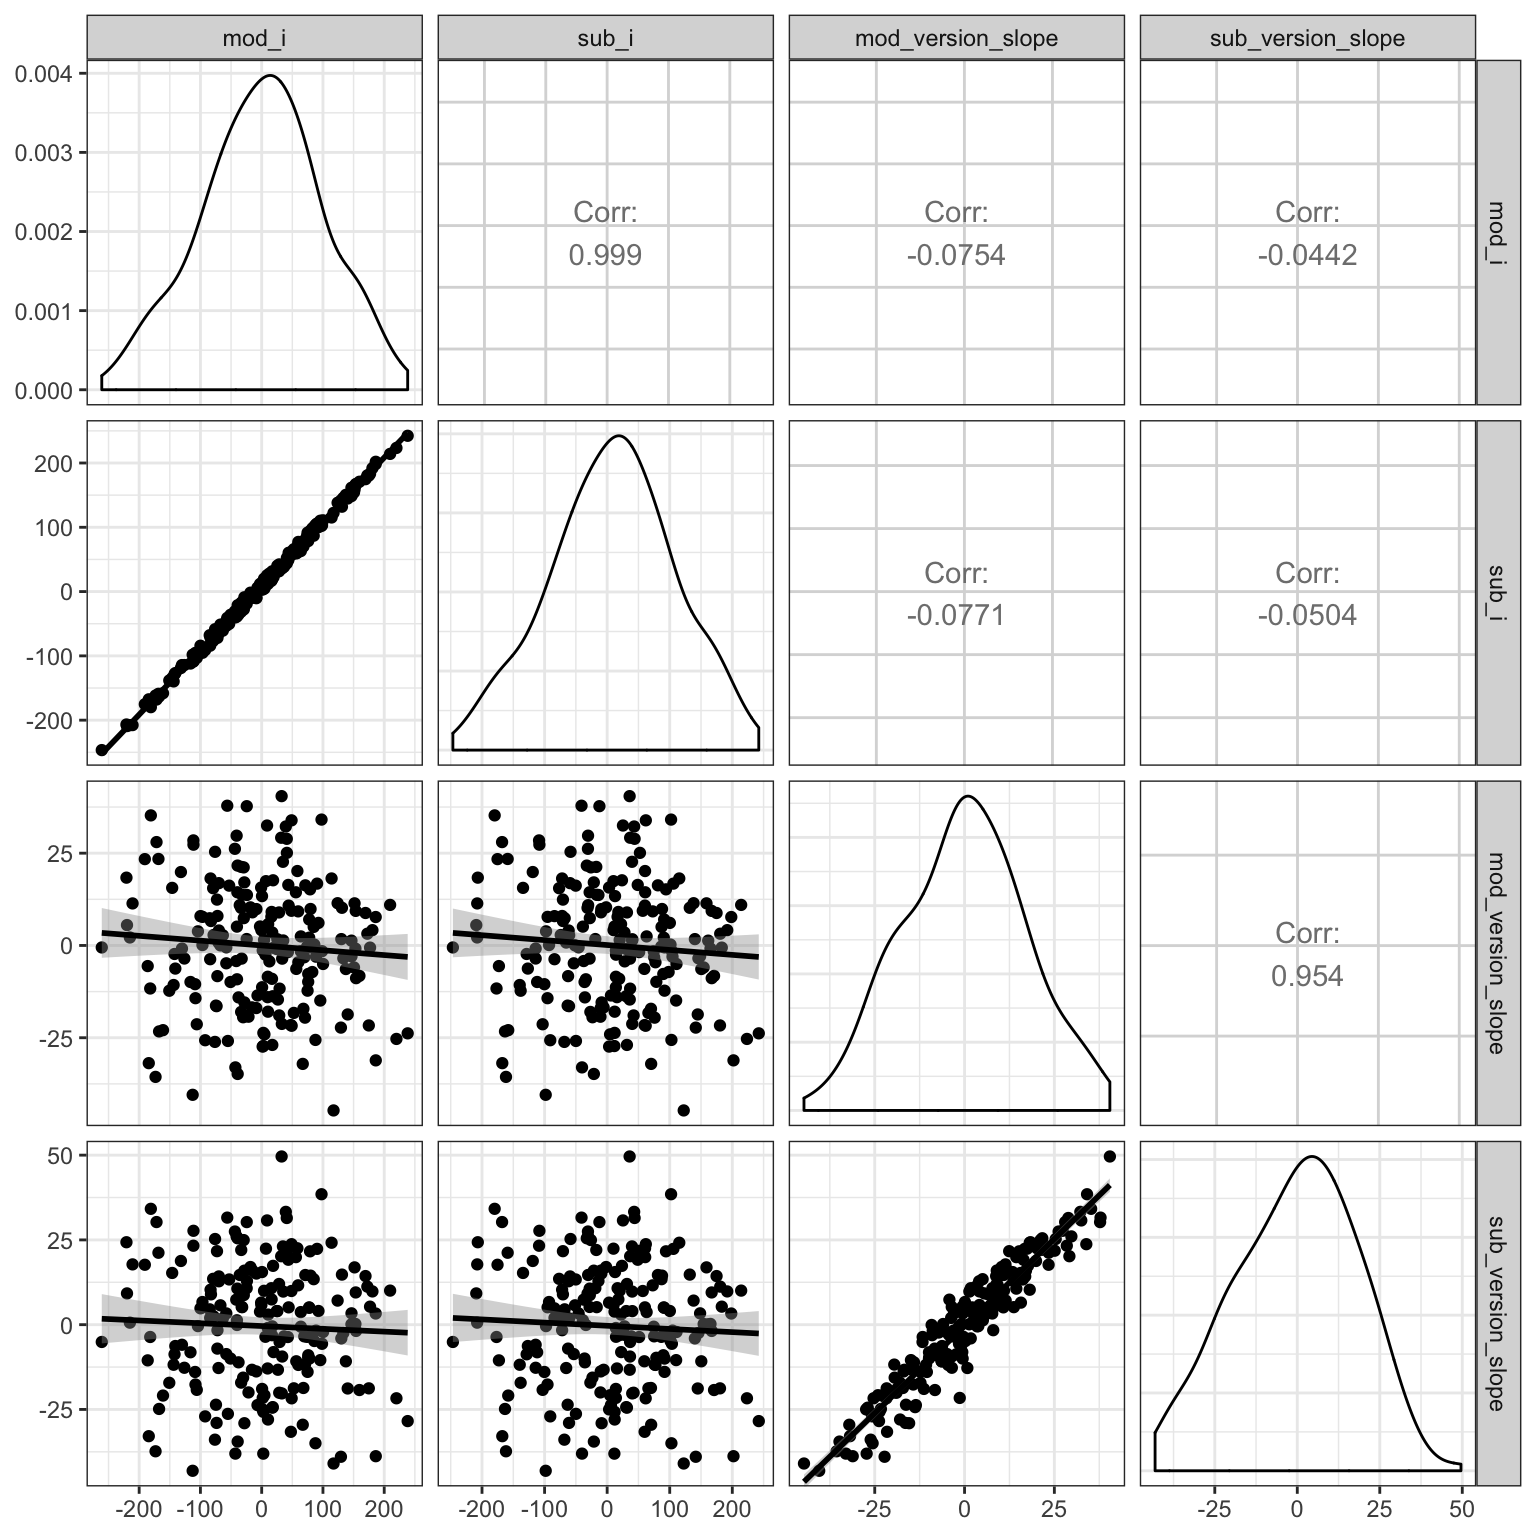 mod_i
sub_i
mod_version_slope
sub_version_slope
0.004
0.003
0.002
0.001
0.000
Corr:
0.999
Corr:
-0.0754
Corr:
-0.0442
mod_i
200
100
0
-100
-200
Corr:
-0.0771
Corr:
-0.0504
sub_i
25
0
-25
Corr:
0.954
mod_version_slope
50
25
0
-25
sub_version_slope
-200 -100 0 100 200
-200 -100 0 100 200
-25 0 25
-25 0 25 50